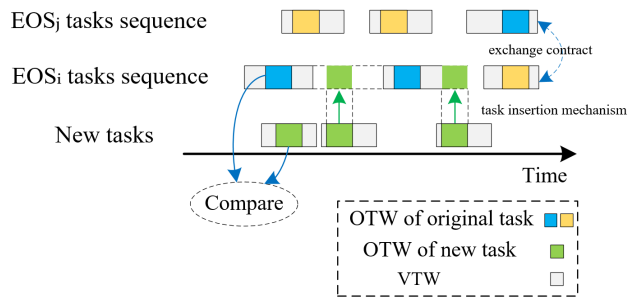 EOSj tasks sequence
exchange contract
EOSi tasks sequence
task insertion mechanism
New tasks
Time
Compare
OTW of original task
OTW of new task
VTW